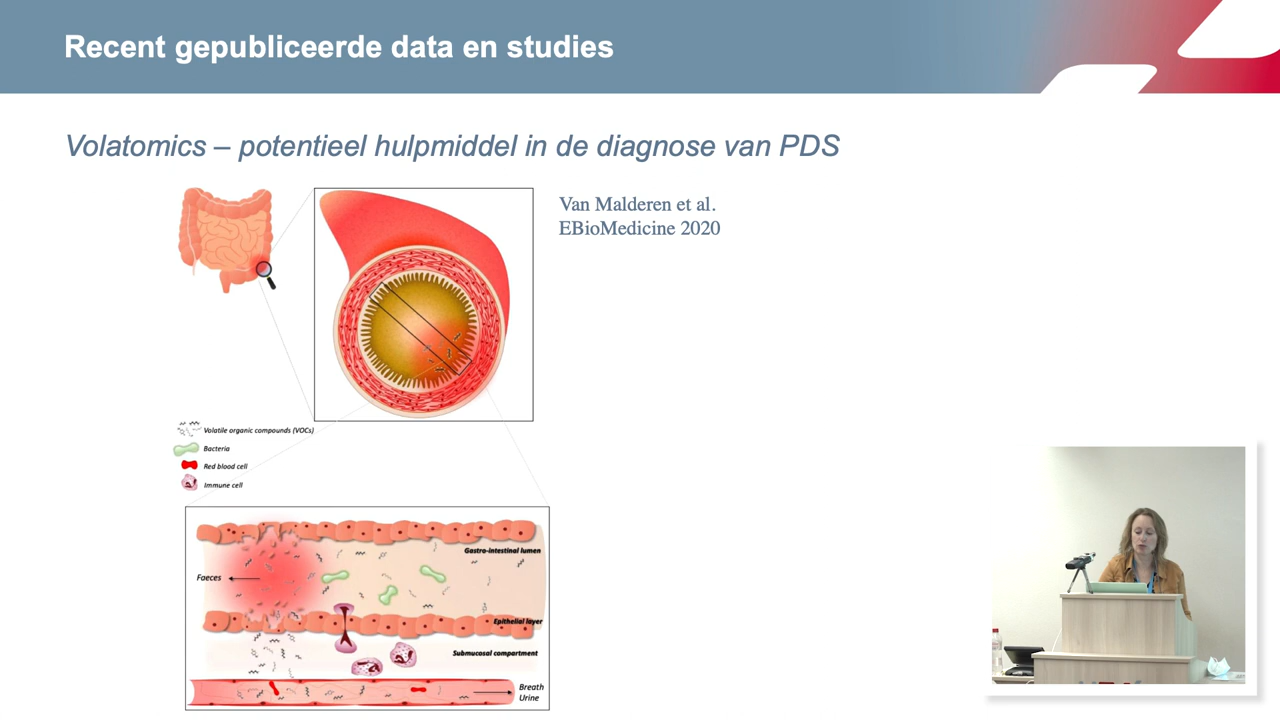 Recent gepubliceerde data en studies
Volatomics – potentieel hulpmiddel in de diagnose van PDS
Van Malderen et al.
EBioMedicine 2020
Volatile organic compounds (VOCs)
Bacteria
Red blood cell
Immune cell
Gastro-intestinal lumen
Faeces
Epithelial layer
Submucosal compartment
Breath
Urine